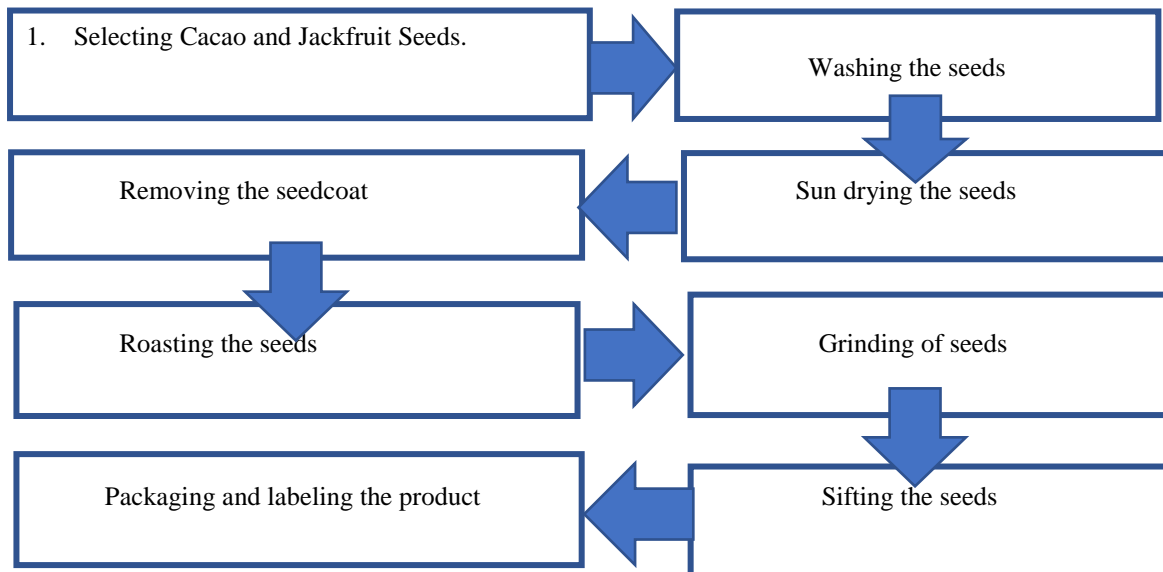 1. Selecting Cacao and Jackfruit Seeds.
Washing the seeds
Sun drying the seeds
Removing the seedcoat
Roasting the seeds
Grinding of seeds
Sifting the seeds
Packaging and labeling the product